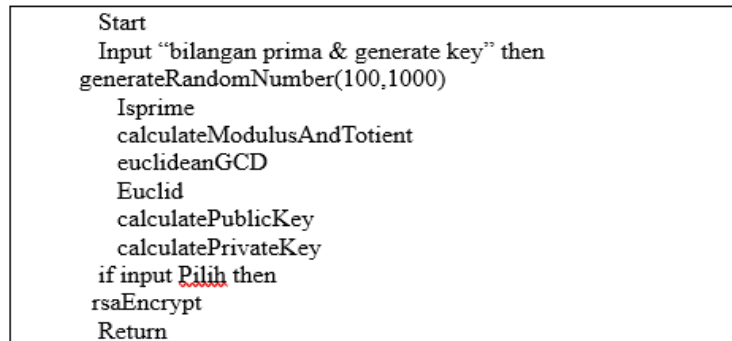 Start
Input “bilangan prima & generate key” then
generateRandomNumber(100,1000)
Isprime
calculateModulusAndTotient
euclideanGCD
Euclid
calculatePublicKey
calculatePrivateKey
if input Pilih then
rsaEncrypt
Return